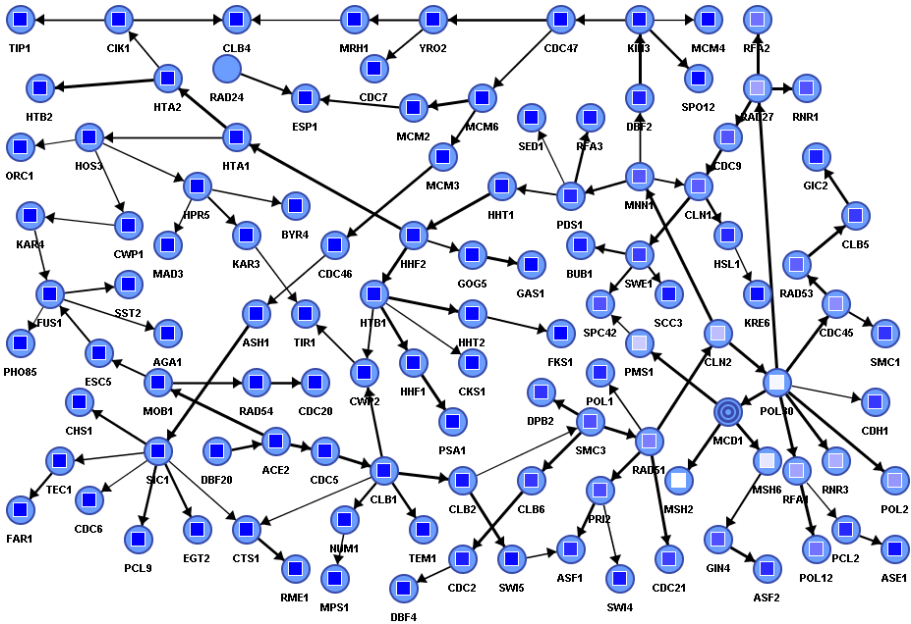 TIP1 CIK1 CLB4 MRH1 YRO2 CDC47 KIN3 MCM4 RFA2
HTB2 HTA2 RAD24 CDC7 SPO12 RAD27 RNR1
ESP1 MCM2 MCM6 DBF2
ORC1 HOS3 HTA1 MCM3 SED1 RFA3 CDC9 GIC2
HPR5 HHT1 PDS1 MNN1 CLN1
KAR4 CWP1 MAD3 KAR3 BYR4 CDC46 HHF2 BUB1 HSL1 CLB5
FUS1 SST2 GOG5 GAS1 SWE1 RAD53
PHO85 AGA1 ASH1 TIR1 HTB1 HHT2 SPC42 SCC3 KRE6 CDC45
ESC5 FKS1 PMS1 CLN2 SMC1
MOB1 RAD54 CDC20 CWP2 HHF1 CKS1 POL1 POL30
CHS1 PSA1 DPB2 SMC3 RAD51 MCD1 CDH1
TEC1 SIC1 DBF20 ACE2 CDC5 CLB1 CLB2 CLB6 MSH2 MSH6 RFA1 RNR3 POL2
FAR1 CDC6 PCL9 EGT2 CTS1 NUM1 TEM1 PRI2
RME1 MPS1 CDC2 SWI5 ASF1 CDC21 GIN4 POL12 PCL2 ASE1
DBF4 SWI4 ASF2